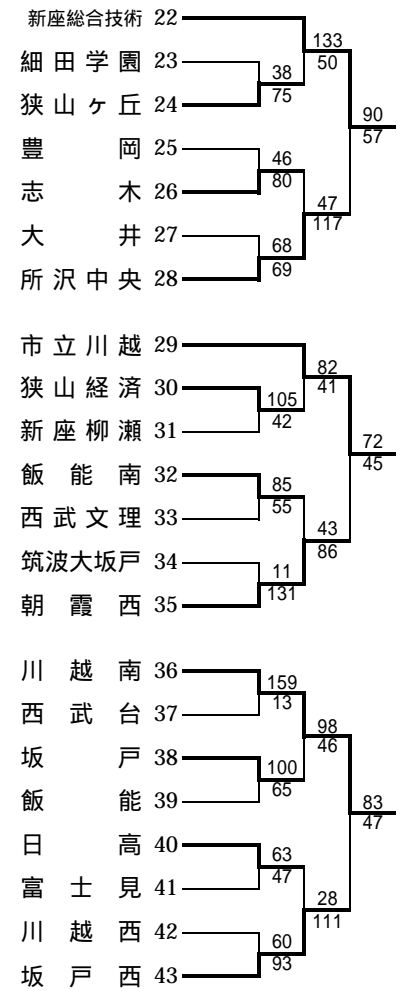 新座総合技術 22
133
50
細田学園 23
38
75
狭山ヶ丘 24
90
57
豊岡 25
46
80
志木 26
47
117
大井 27
68
69
所沢中央 28
市立川越 29
82
41
狭山経済 30
105
42
新座柳瀬 31
72
45
飯能南 32
85
55
西武文理 33
43
86
筑波大坂戸 34
11
131
朝霞西 35
川越南 36
159
13
西武台 37
98
46
坂戸 38
100
65
飯能 39
83
47
日高 40
63
47
富士見 41
28
111
川越西 42
60
93
坂戸西 43